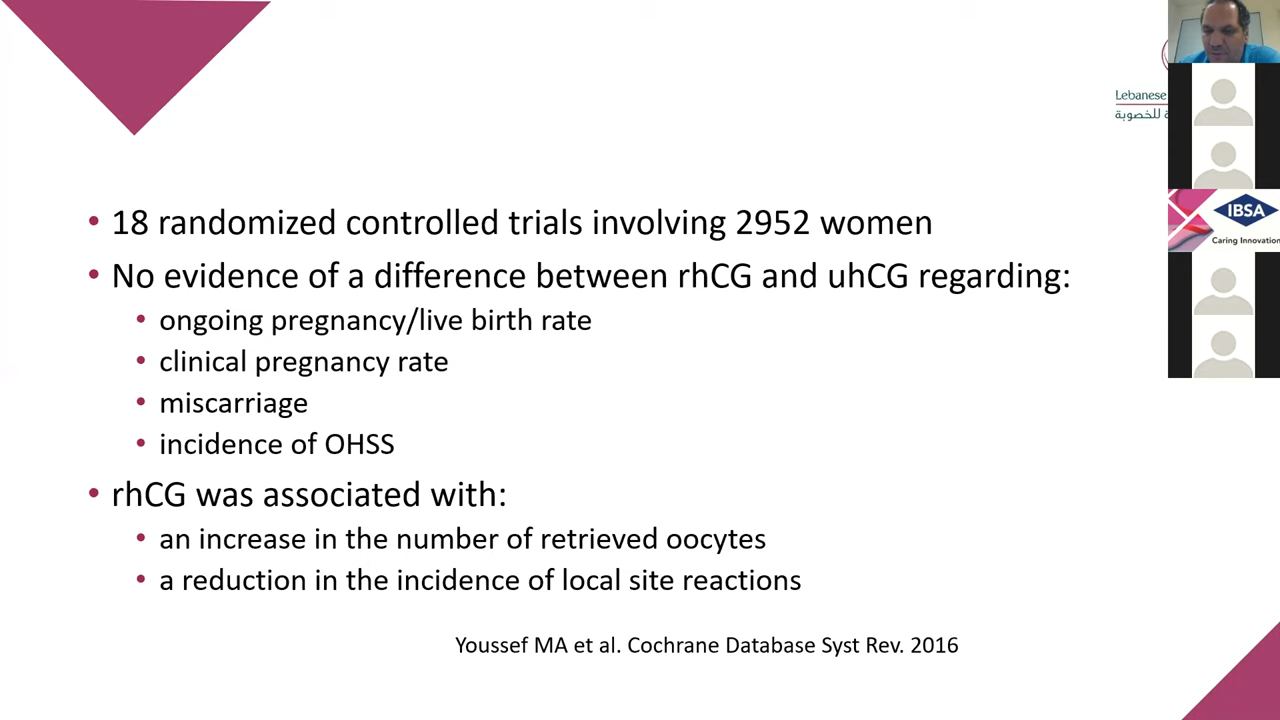 Lebanese
للخصوبة
• 18 randomized controlled trials involving 2952 women
• No evidence of a difference between rhCG and uhCG regarding:
• ongoing pregnancy/live birth rate
• clinical pregnancy rate
• miscarriage
• incidence of OHSS
• rhCG was associated with:
• an increase in the number of retrieved oocytes
• a reduction in the incidence of local site reactions
Youssef MA et al. Cochrane Database Syst Rev. 2016
IBSA
Caring Innovation